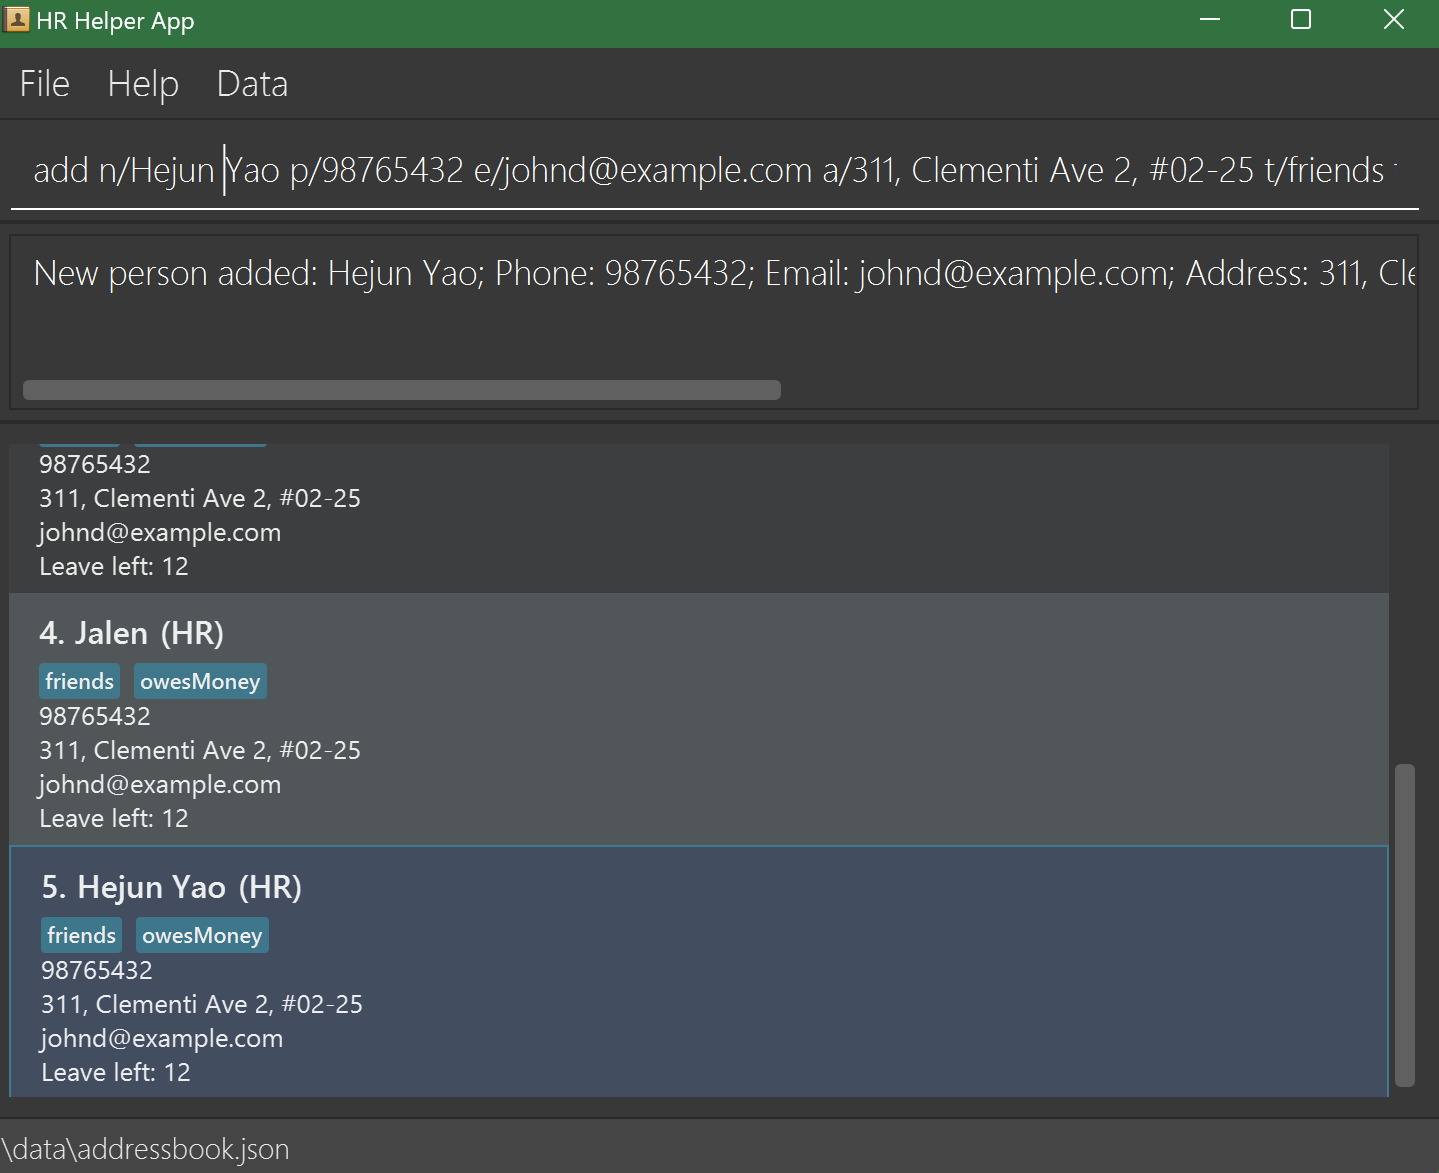 HR Helper App
File Help Data
add n/Hejun Yao p/98765432 e/johnd@example.com a/311, Clementi Ave 2, #02-25 t/friends
New person added: Hejun Yao; Phone: 98765432; Email: johnd@example.com; Address: 311,
98765432
311, Clementi Ave 2, #02-25
johnd@example.com
Leave left: 12
4. Jalen (HR)
friends owesMoney
98765432
311, Clementi Ave 2, #02-25
johnd@example.com
Leave left: 12
5. Hejun Yao (HR)
friends owesMoney
98765432
311, Clementi Ave 2, #02-25
johnd@example.com
Leave left: 12
\data\addressbook.json